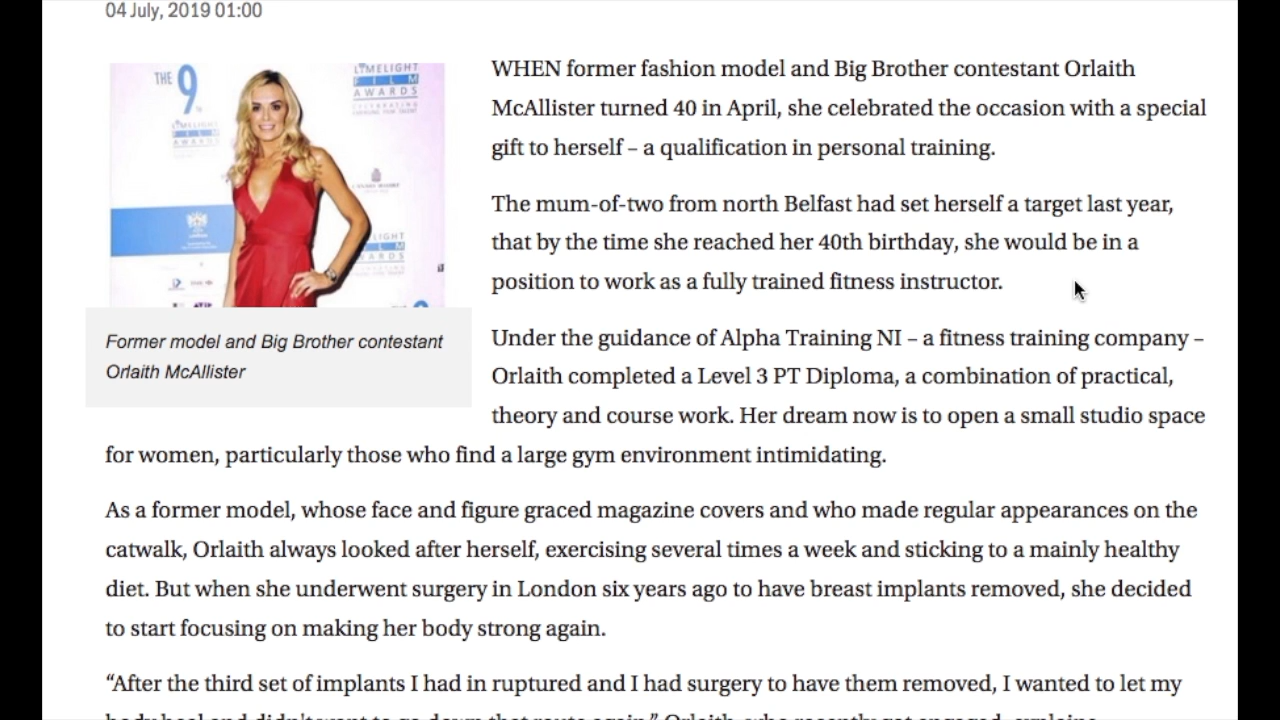 04 July, 2019 01:00
THE 9TH
LIMELIGHT
FILM
AWARDS
LIMELIGHT
FILM
AWARDS
WHEN former fashion model and Big Brother contestant Orlaith
McAllister turned 40 in April, she celebrated the occasion with a special
gift to herself – a qualification in personal training.
The mum-of-two from north Belfast had set herself a target last year,
that by the time she reached her 40th birthday, she would be in a
position to work as a fully trained fitness instructor.
Former model and Big Brother contestant
Orlaith McAllister
Under the guidance of Alpha Training NI – a fitness training company –
Orlaith completed a Level 3 PT Diploma, a combination of practical,
theory and course work. Her dream now is to open a small studio space
for women, particularly those who find a large gym environment intimidating.
As a former model, whose face and figure graced magazine covers and who made regular appearances on the
catwalk, Orlaith always looked after herself, exercising several times a week and sticking to a mainly healthy
diet. But when she underwent surgery in London six years ago to have breast implants removed, she decided
to start focusing on making her body strong again.
“After the third set of implants I had in ruptured and I had surgery to have them removed, I wanted to let my